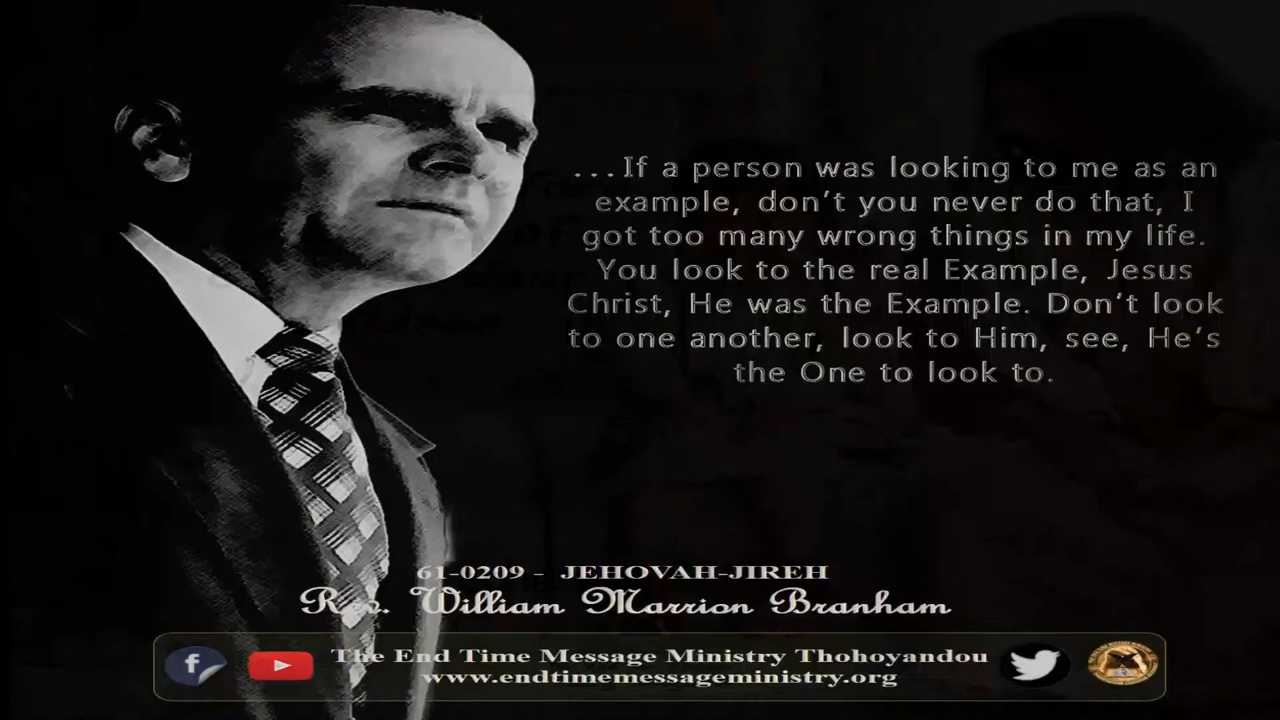 ...If a person was looking to me as an
example, don't you never do that, I
got too many wrong things in my life.
You look to the real Example, Jesus
Christ, He was the Example. Don't look
to one another, look to Him, see, He's
the One to look to.
61-0209 - JEHOVAH-JIREH
Rev. William Marrion Branham
The End Time Message Ministry Thohoyandou
www.endtimemessageministry.org